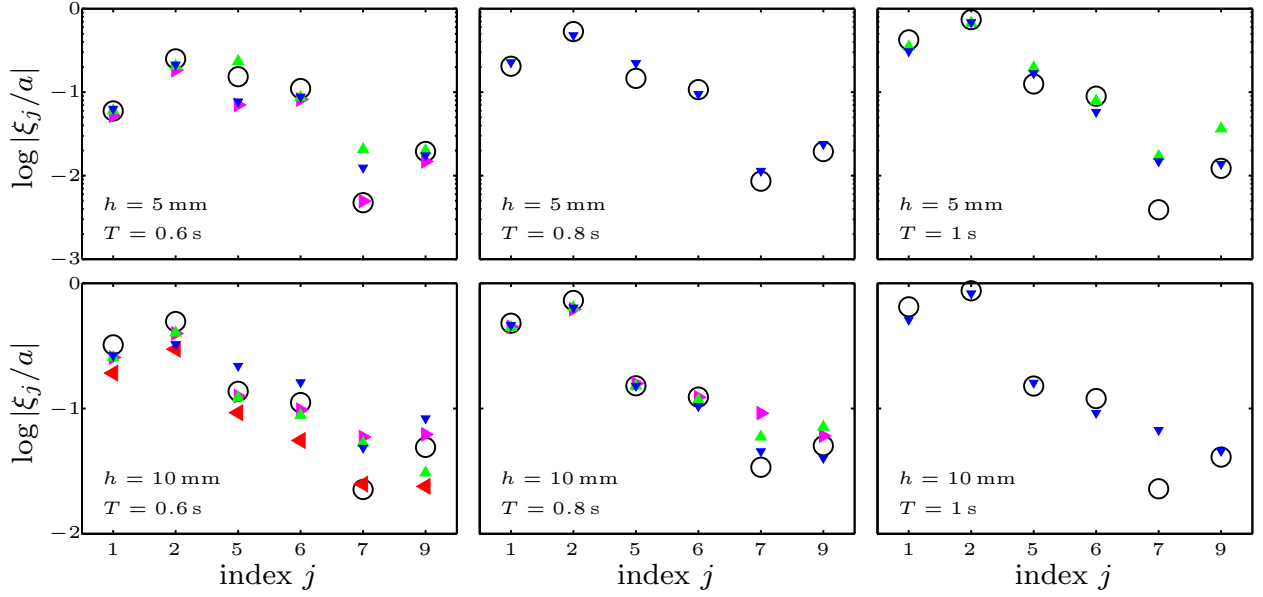 0
−1
−2
−3
log |ξj/a|
h = 5 mm
T = 0.6 s
h = 5 mm
T = 0.8 s
h = 5 mm
T = 1 s
0
−1
−2
log |ξj/a|
h = 10 mm
T = 0.6 s
h = 10 mm
T = 0.8 s
h = 10 mm
T = 1 s
1 2 5 6 7 9
1 2 5 6 7 9
1 2 5 6 7 9
index j
index j
index j